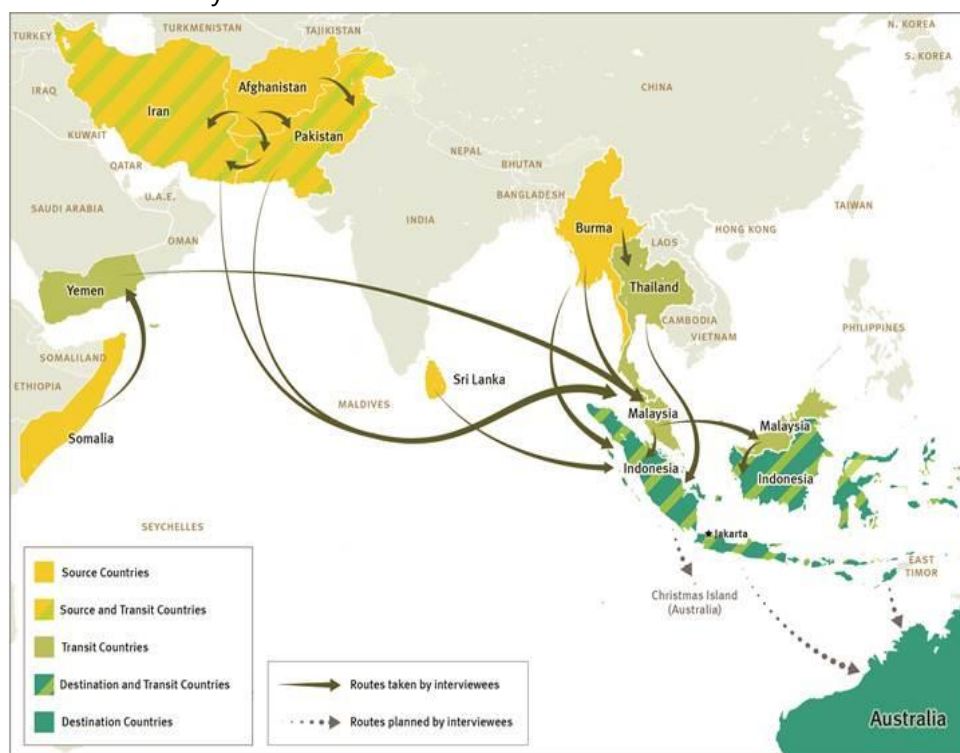 TURKEY
TURKMENISTAN
TAJIKISTAN
N. KOREA
S. KOREA
IRAQ
Iran
Afghanistan
CHINA
KUWAIT
Pakistan
QATAR
NEPAL
BHUTAN
U.A.E.
BANGLADESH
SAUDI ARABIA
INDIA
TAIWAN
OMAN
Burma
LAOS
HONG KONG
Yemen
Thailand
CAMBODIA
VIETNAM
PHILIPPINES
SOMALILAND
ETHIOPIA
Sri Lanka
MALDIVES
Malaysia
Malaysia
Somalia
Indonesia
Indonesia
SEYCHELLES
Jakarta
EAST
TIMOR
Christmas Island
(Australia)
Source Countries
Source and Transit Countries
Transit Countries
Destination and Transit Countries
Destination Countries
Routes taken by interviewees
Routes planned by interviewees
Australia